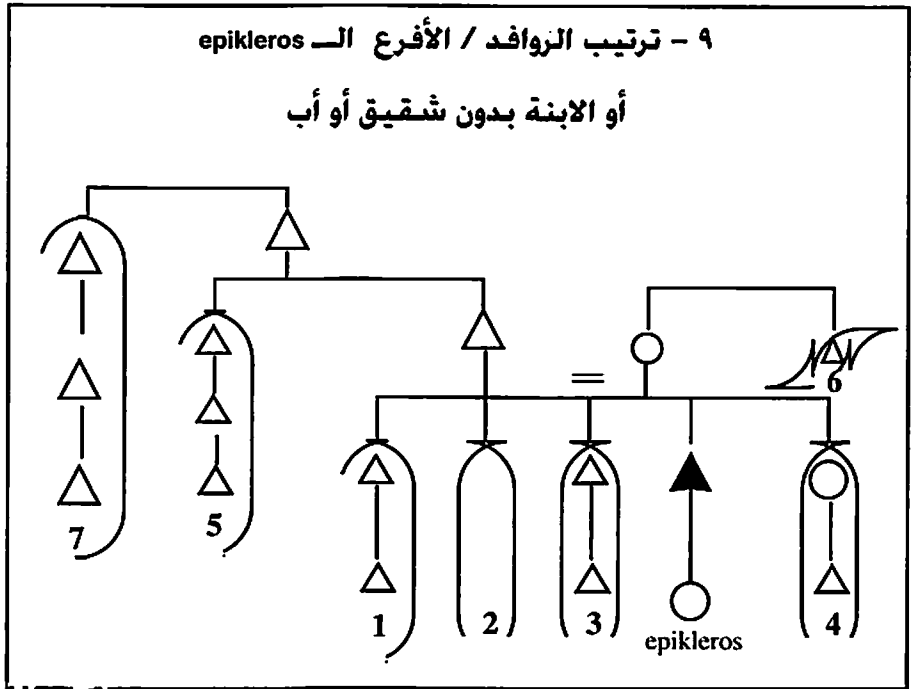 ٩ - ترتيب الروافد / الأفرع الـ epikleros
أو الابنة بدون شقيق أو أب
6
7
5
1
2
3
4
epikleros